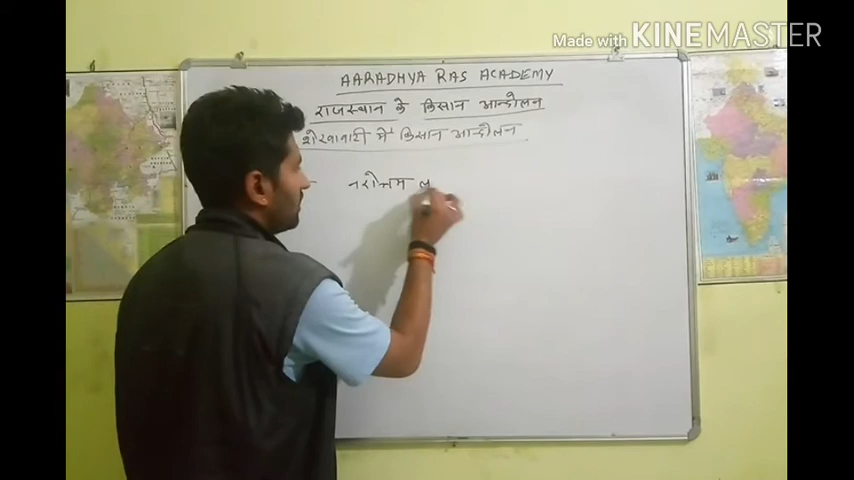 Made with KINEMASTER
AARADHYA RAS ACADEMY
राजस्थान के किसान आन्दोलन
शेखावाटी में किसान आन्दोलन
नरोत्तम ल